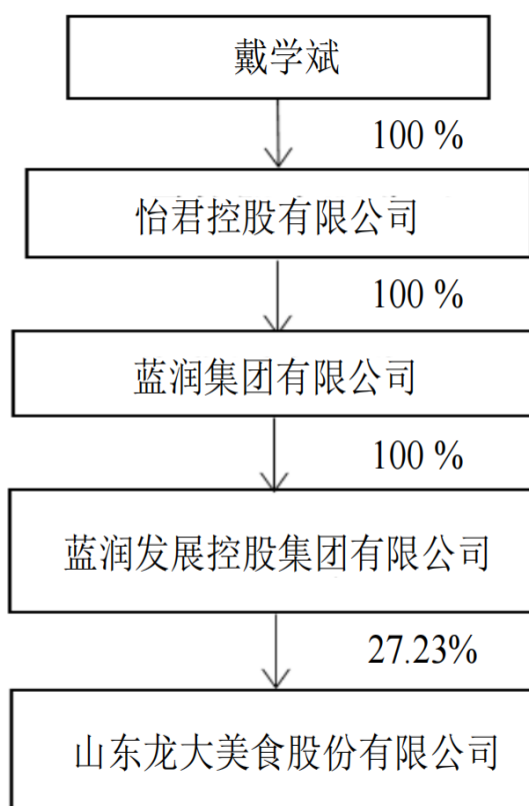 戴学斌
100 %
怡君控股有限公司
100 %
蓝润集团有限公司
100 %
蓝润发展控股集团有限公司
27.23%
山东龙大美食股份有限公司